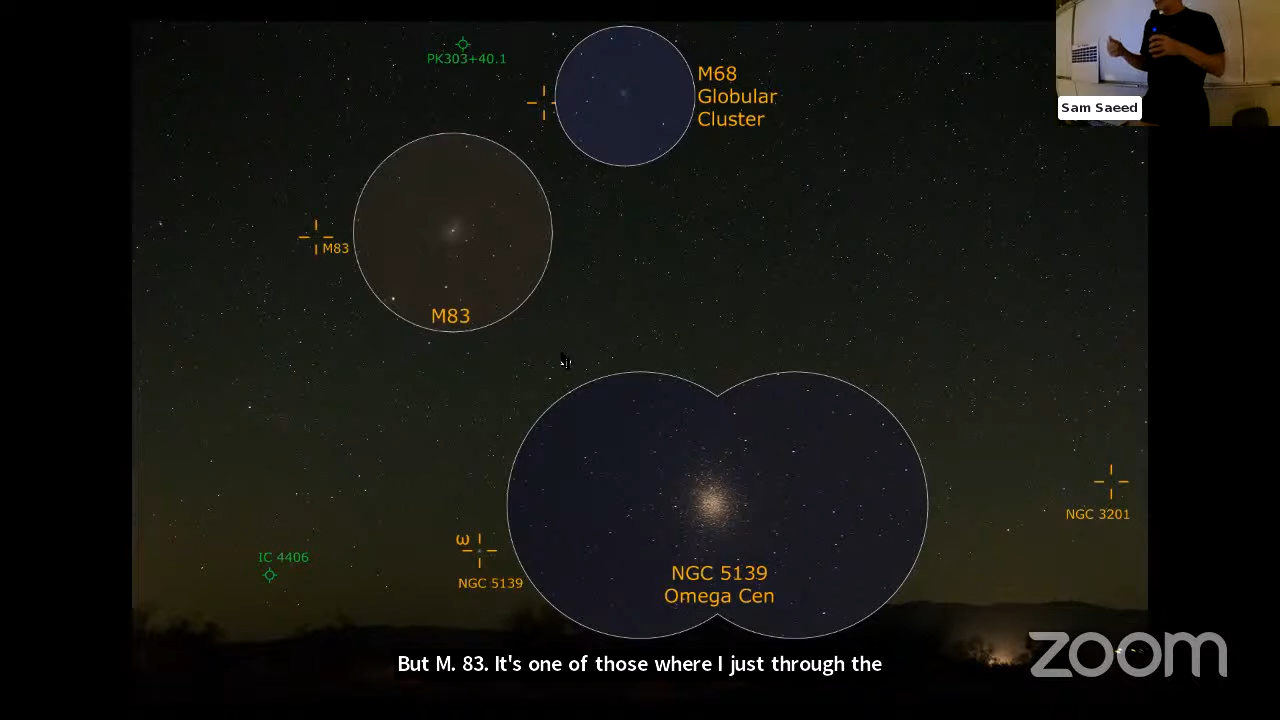 PK303+40.1
M68
Globular
Cluster
Sam Saeed
M83
M83
NGC 3201
ω
NGC 5139
IC 4406
NGC 5139
Omega Cen
But M. 83. It's one of those where I just through the
zoom